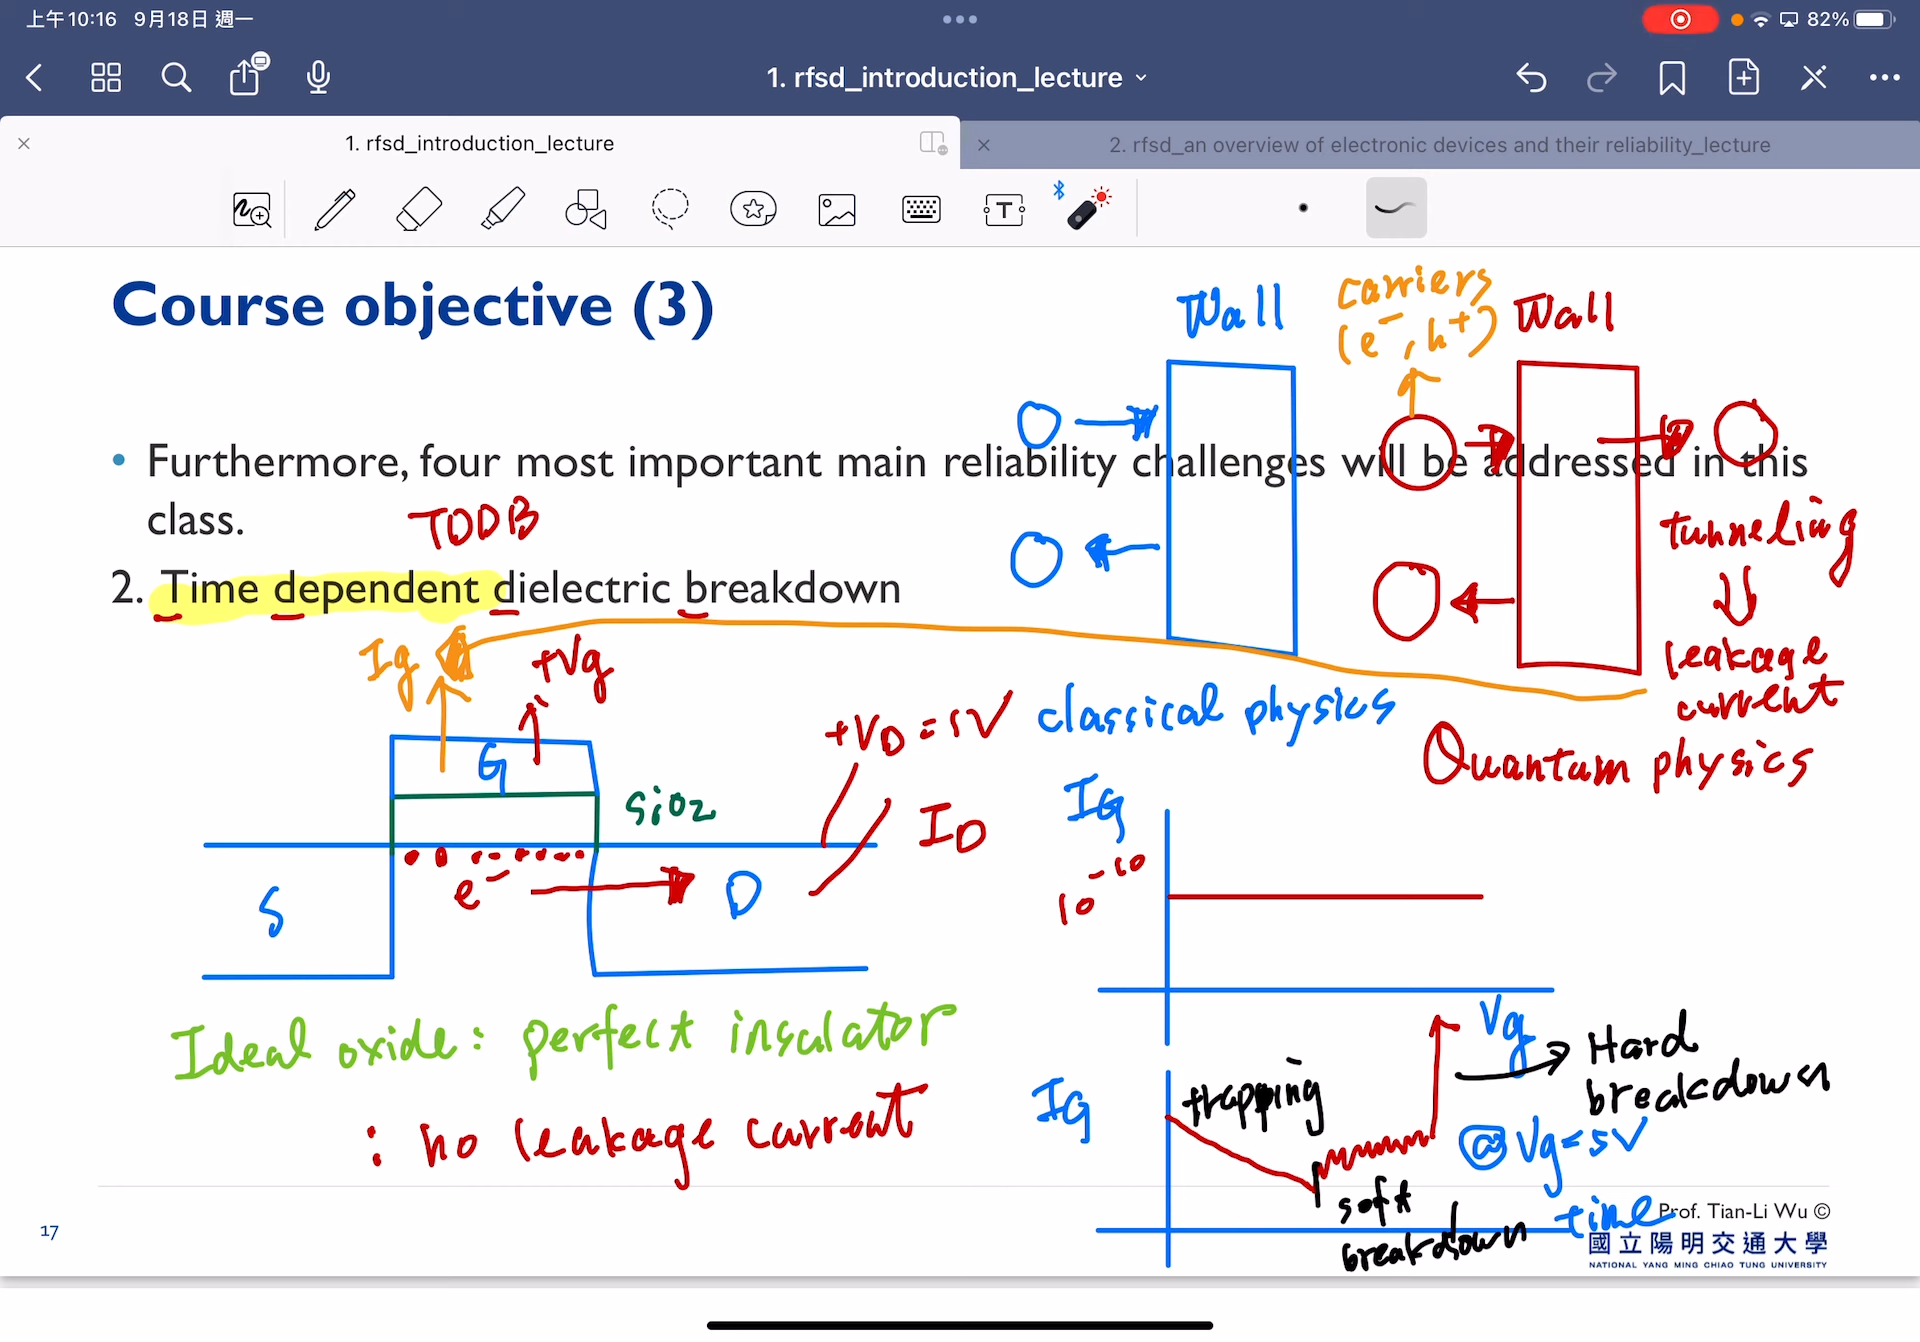 上午10:16 9月18日 週一
82%
1. rfsd_introduction_lecture
1. rfsd_introduction_lecture
2. rfsd_an overview of electronic devices and their reliability_lecture
T
Course objective (3)
Wall
carriers
(e⁻, h⁺)
Wall
• Furthermore, four most important main reliability challenges will be addressed in this
class.
TDDB
tunneling
2. Time dependent dielectric breakdown
leakage
current
Ig
+Vg
+VD = 5V
classical physics
Quantum physics
G
SiO2
ID
IG
10⁻¹⁰
e⁻
S
D
Vg
Ideal oxide: perfect insulator
: no leakage current
IG
trapping
Hard
breakdown
@ Vg=5V
soft
breakdown
time
17
Prof. Tian-Li Wu ©
國立陽明交通大學
NATIONAL YANG MING CHIAO TUNG UNIVERSITY